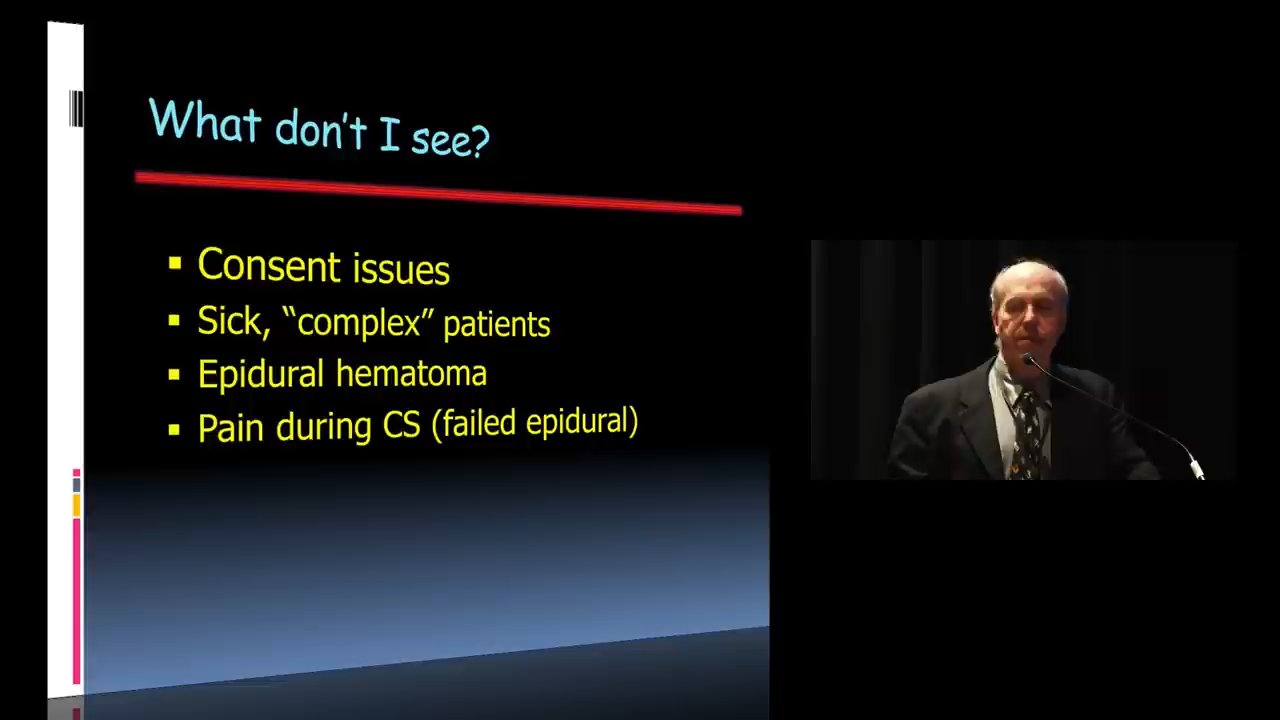 What don't I see?
Consent issues
Sick, “complex” patients
Epidural hematoma
Pain during CS (failed epidural)